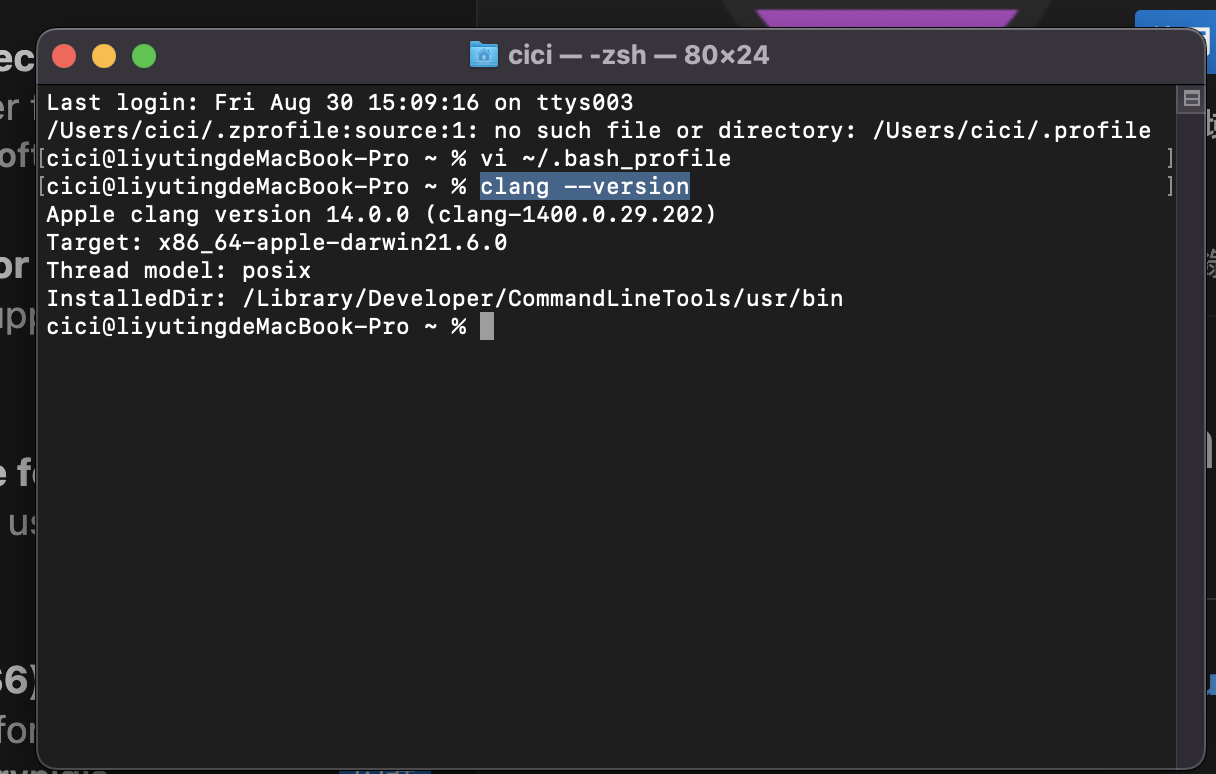 cici — -zsh — 80×24
Last login: Fri Aug 30 15:09:16 on ttys003
/Users/cici/.zprofile:source:1: no such file or directory: /Users/cici/.profile
[cici@liyutingdeMacBook-Pro ~ % vi ~/.bash_profile ]
[cici@liyutingdeMacBook-Pro ~ % clang --version ]
Apple clang version 14.0.0 (clang-1400.0.29.202)
Target: x86_64-apple-darwin21.6.0
Thread model: posix
InstalledDir: /Library/Developer/CommandLineTools/usr/bin
cici@liyutingdeMacBook-Pro ~ %